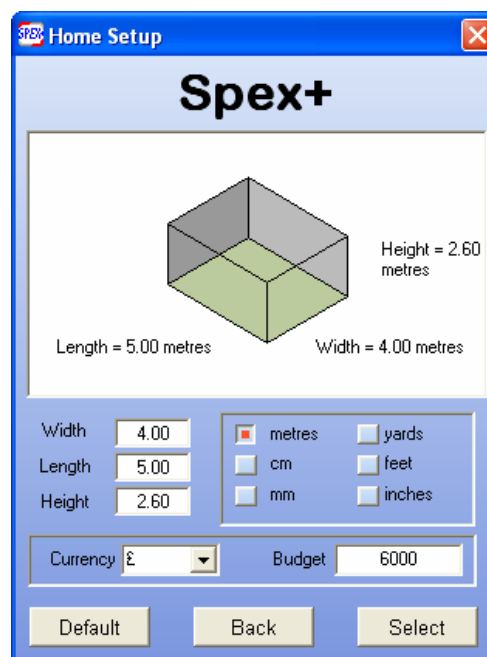 SPEX Home Setup
Spex+
Height = 2.60
metres
Length = 5.00 metres
Width = 4.00 metres
Width 4.00
Length 5.00
Height 2.60
metres
yards
cm
feet
mm
inches
Currency £
Budget 6000
Default
Back
Select